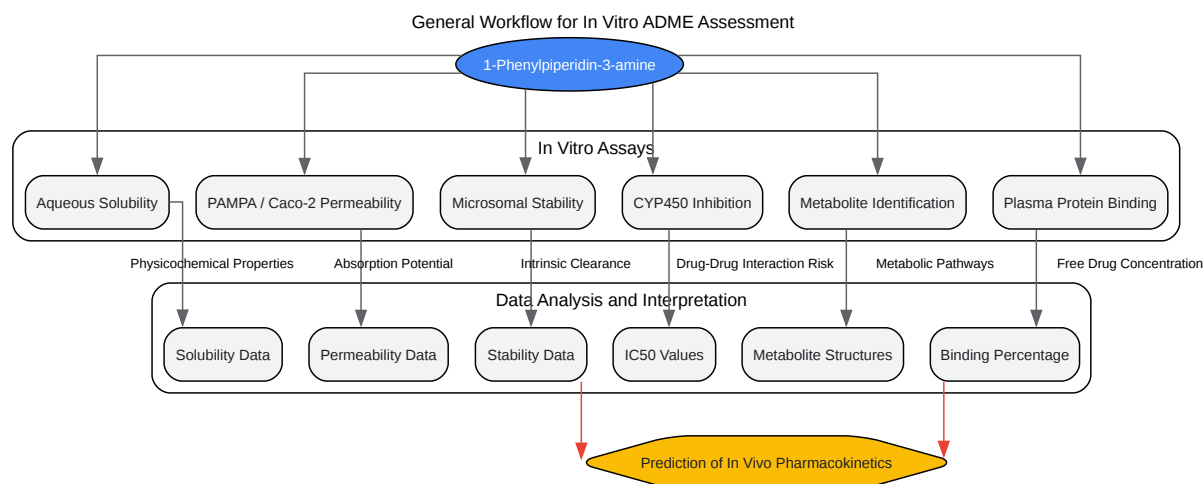 General Workflow for In Vitro ADME Assessment
1-Phenylpiperidin-3-amine
In Vitro Assays
Aqueous Solubility
PAMPA / Caco-2 Permeability
Microsomal Stability
CYP450 Inhibition
Metabolite Identification
Plasma Protein Binding
Physicochemical Properties
Absorption Potential
Intrinsic Clearance
Drug-Drug Interaction Risk
Metabolic Pathways
Free Drug Concentration
Data Analysis and Interpretation
Solubility Data
Permeability Data
Stability Data
IC50 Values
Metabolite Structures
Binding Percentage
Prediction of In Vivo Pharmacokinetics